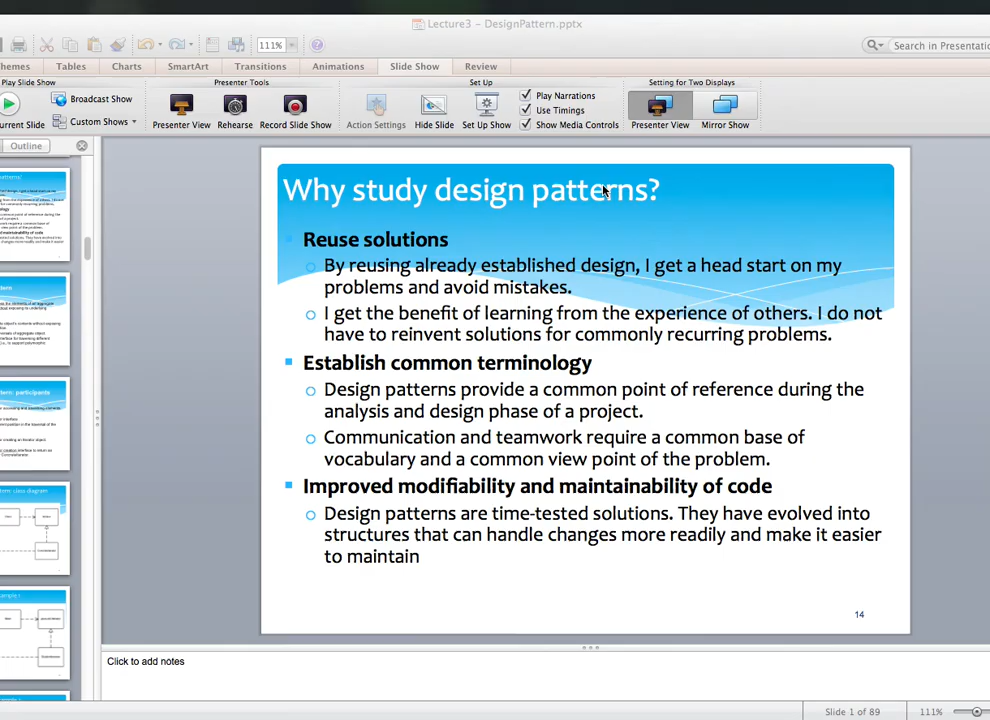 Lecture3 - DesignPattern.pptx
111%
Search in Presentatio
hemes Tables Charts SmartArt Transitions Animations Slide Show Review
Play Slide Show Presenter Tools Set Up Setting for Two Displays
Broadcast Show
Custom Shows
urrent Slide Presenter View Rehearse Record Slide Show Action Settings Hide Slide Set Up Show
Play Narrations
Use Timings
Show Media Controls
Presenter View Mirror Show
Outline
Why study design patterns?
Reuse solutions
By reusing already established design, I get a head start on my
problems and avoid mistakes.
I get the benefit of learning from the experience of others. I do not
have to reinvent solutions for commonly recurring problems.
Establish common terminology
Design patterns provide a common point of reference during the
analysis and design phase of a project.
Communication and teamwork require a common base of
vocabulary and a common view point of the problem.
Improved modifiability and maintainability of code
Design patterns are time-tested solutions. They have evolved into
structures that can handle changes more readily and make it easier
to maintain
14
Click to add notes
Slide 1 of 89 111%